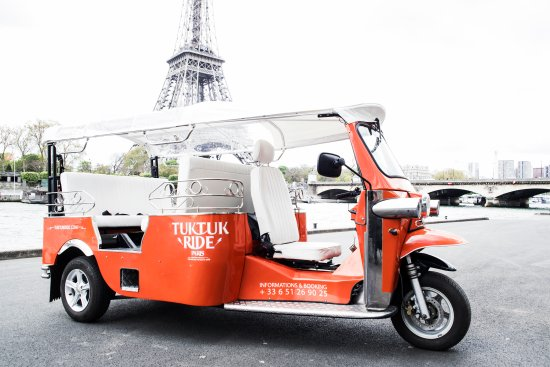 TUKTUK
RIDE
PARIS
INFORMATIONS & BOOKING
+ 33 6 51 26 90 25